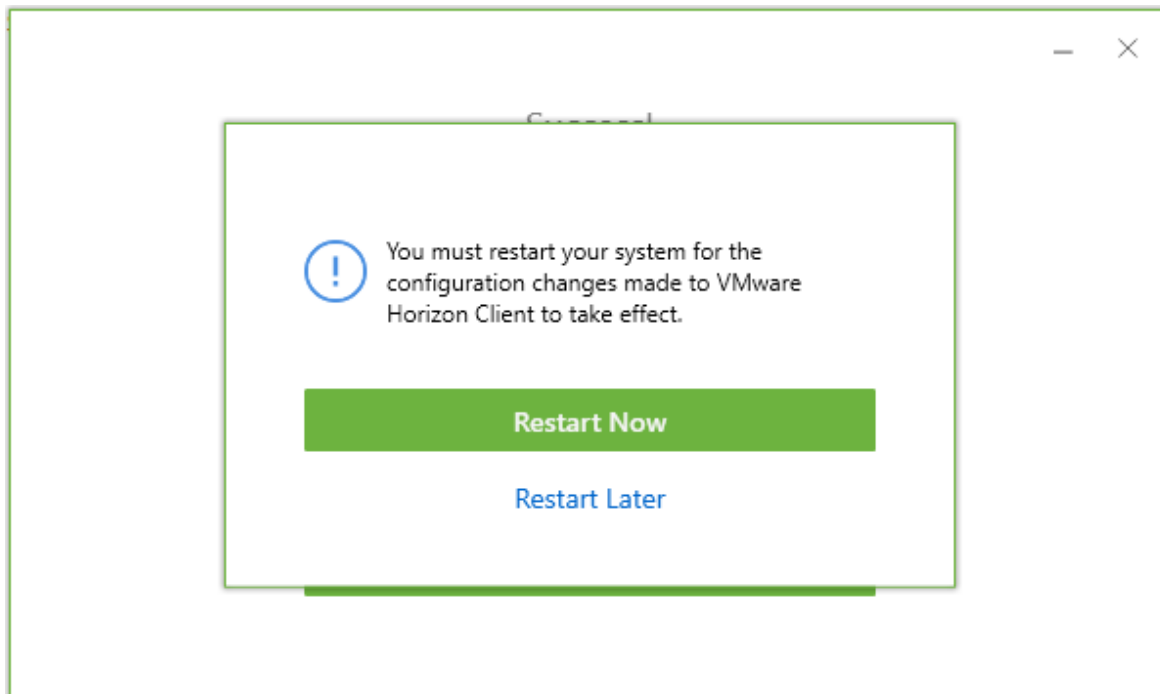 You must restart your system for the
configuration changes made to VMware
Horizon Client to take effect.
Restart Now
Restart Later